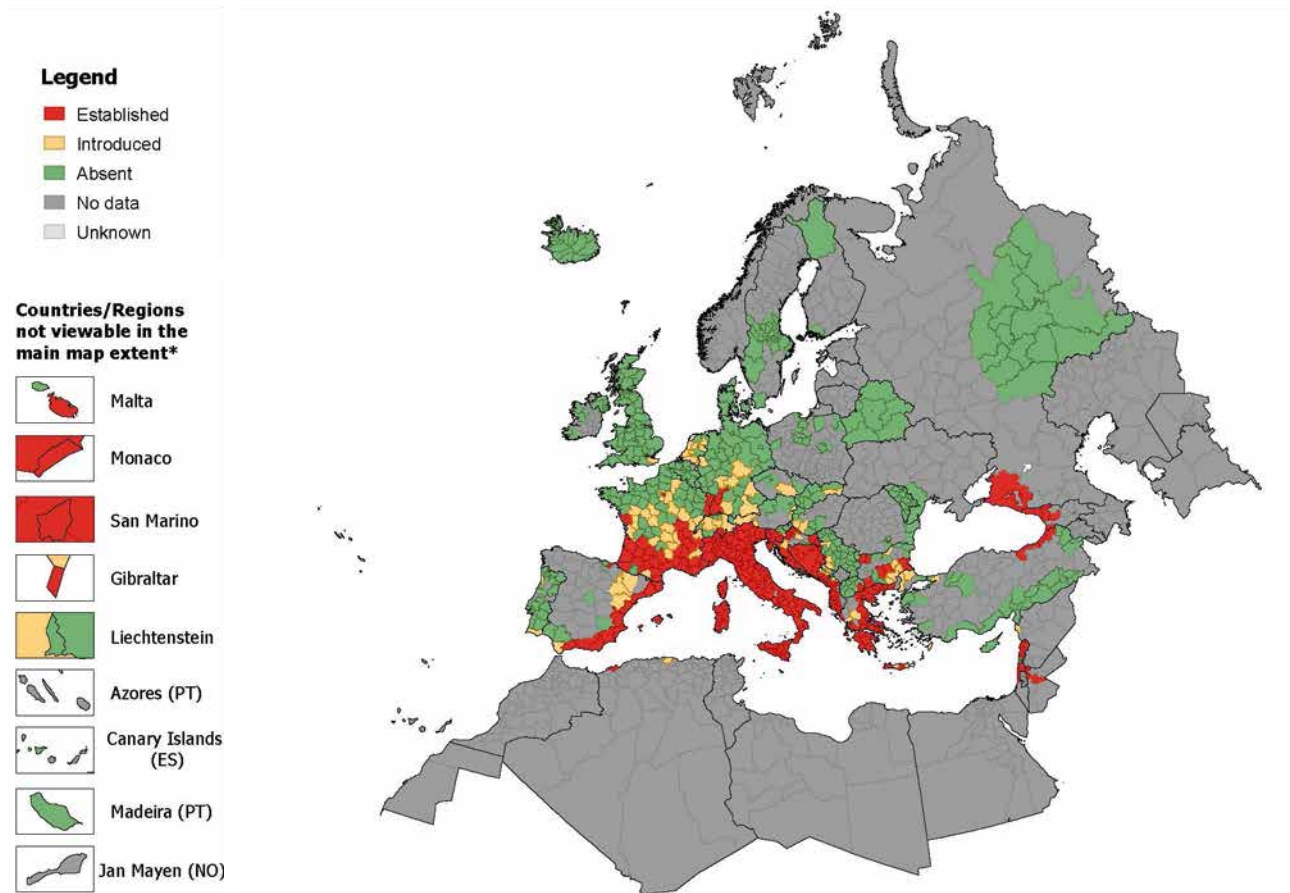 Legend
Established
Introduced
Absent
No data
Unknown
Countries/Regions
not viewable in the
main map extent*
Malta
Monaco
San Marino
Gibraltar
Liechtenstein
Azores (PT)
Canary Islands
(ES)
Madeira (PT)
Jan Mayen (NO)